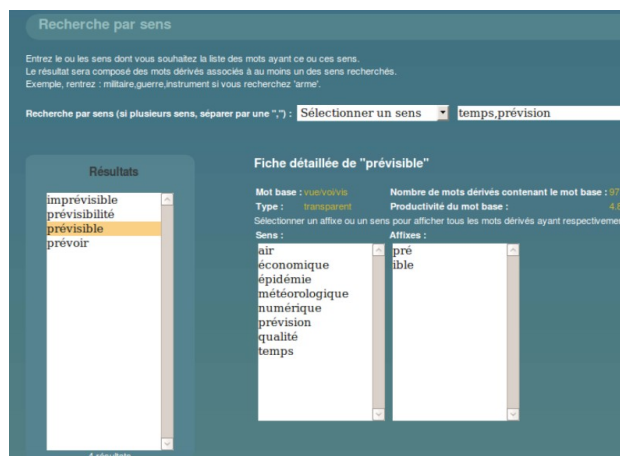 Recherche par sens
Entrez le ou les sens dont vous souhaitez la liste des mots ayant ce ou ces sens.
Le résultat sera composé des mots dérivés associés à au moins un des sens recherchés.
Exemple, rentrez : militaire,guerre,instrument si vous recherchez 'arme'.
Recherche par sens (si plusieurs sens, séparer par une ",") : Sélectionner un sens temps,prévision
Résultats
imprévisible
prévisibilité
prévisible
prévoir
4 résultats
Fiche détaillée de "prévisible"
Mot base : vue/voi/vis Nombre de mots dérivés contenant le mot base : 97
Type : transparent Productivité du mot base : 4.8
Sélectionner un affixe ou un sens pour afficher tous les mots dérivés ayant respectivement
Sens : Affixes :
air
économique
épidémie
météorologique
numérique
prévision
qualité
temps
pré
ible